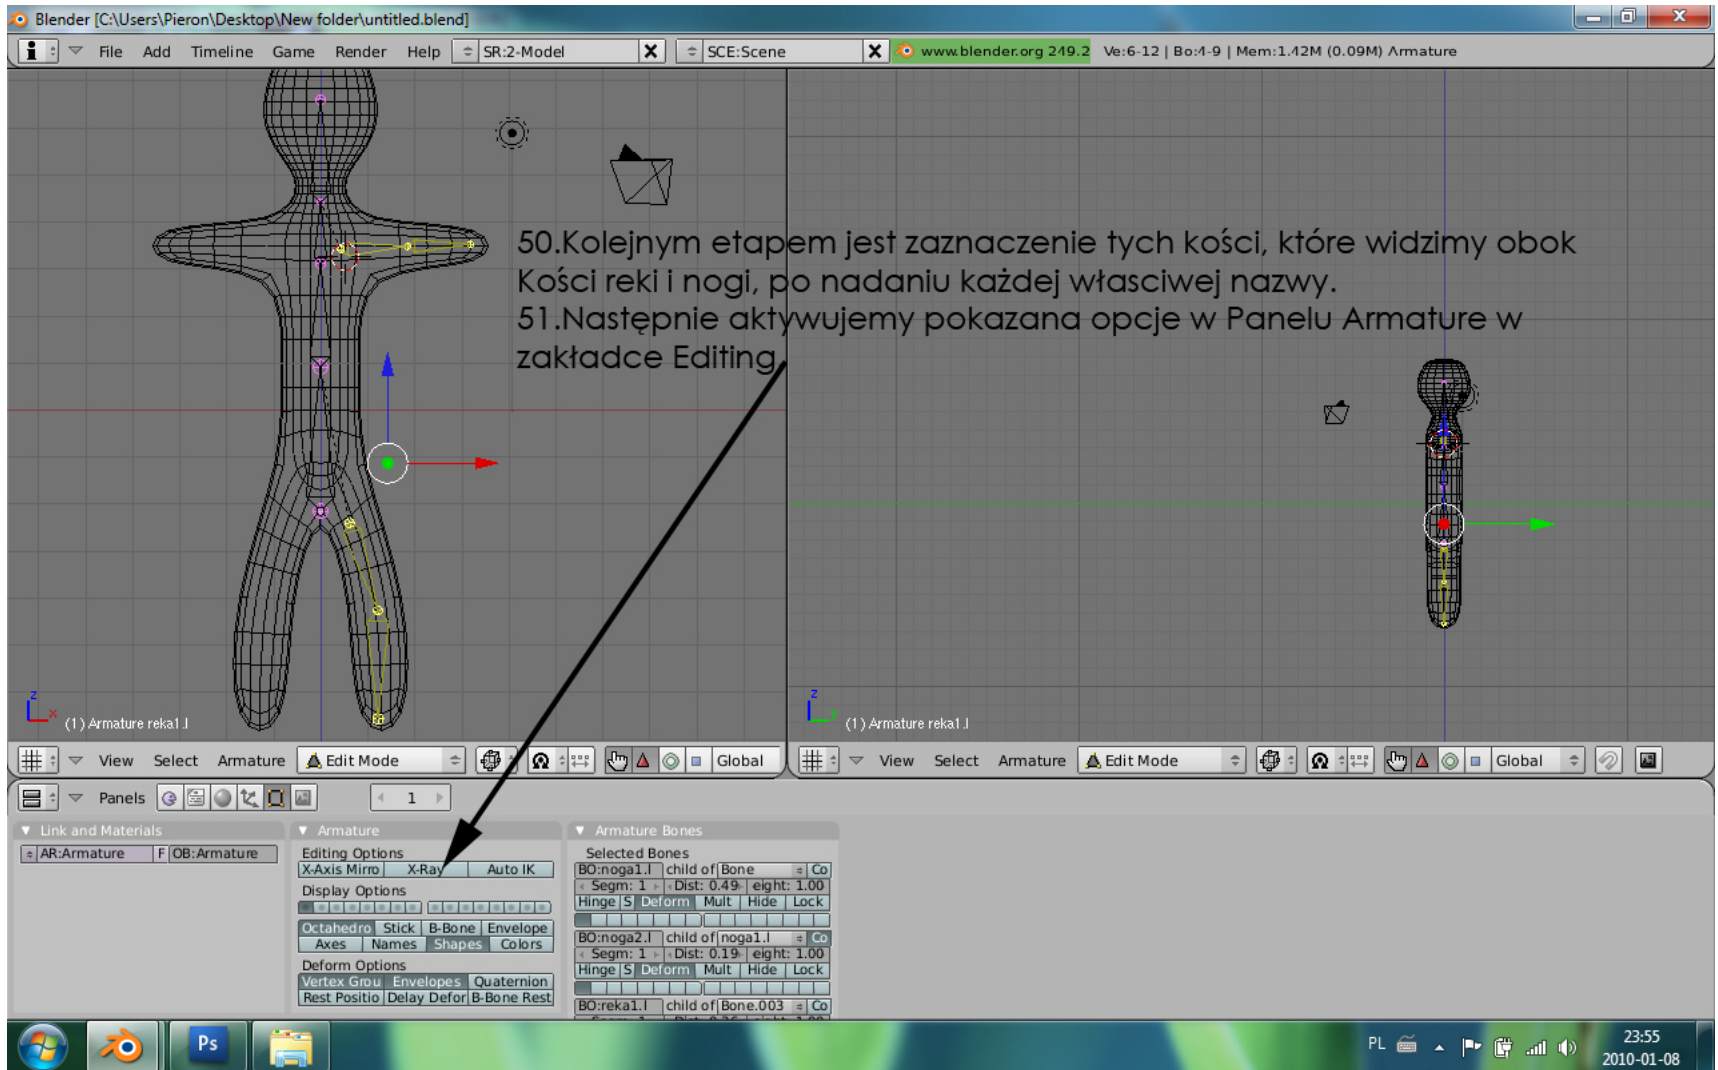 Blender [C:\Users\Pieron\Desktop\New folder\untitled.blend]
File Add Timeline Game Render Help SR:2-Model SCE:Scene www.blender.org 249.2 Ve:6-12 | Bo:4-9 | Mem:1.42M (0.09M) Armature
50.Kolejnym etapem jest zaznaczenie tych kości, które widzimy obok
Kości reki i nogi, po nadaniu każdej własciwej nazwy.
51.Następnie aktywujemy pokazana opcje w Panelu Armature w
zakładce Editing
z
x
(1) Armature reka1.l
z
y
(1) Armature reka1.l
View Select Armature Edit Mode Global
View Select Armature Edit Mode Global
Panels 1
Link and Materials
AR:Armature F OB:Armature
Armature
Editing Options
X-Axis Mirro X-Ray Auto IK
Display Options
Octahedro Stick B-Bone Envelope
Axes Names Shapes Colors
Deform Options
Vertex Grou Envelopes Quaternion
Rest Positio Delay Defor B-Bone Rest
Armature Bones
Selected Bones
BO:noga1.l child of Bone Co
Segm: 1 Dist: 0.49 eight: 1.00
Hinge S Deform Mult Hide Lock
BO:noga2.l child of noga1.l Co
Segm: 1 Dist: 0.19 eight: 1.00
Hinge S Deform Mult Hide Lock
BO:reka1.l child of Bone.003 Co
Ps
PL
23:55
2010-01-08